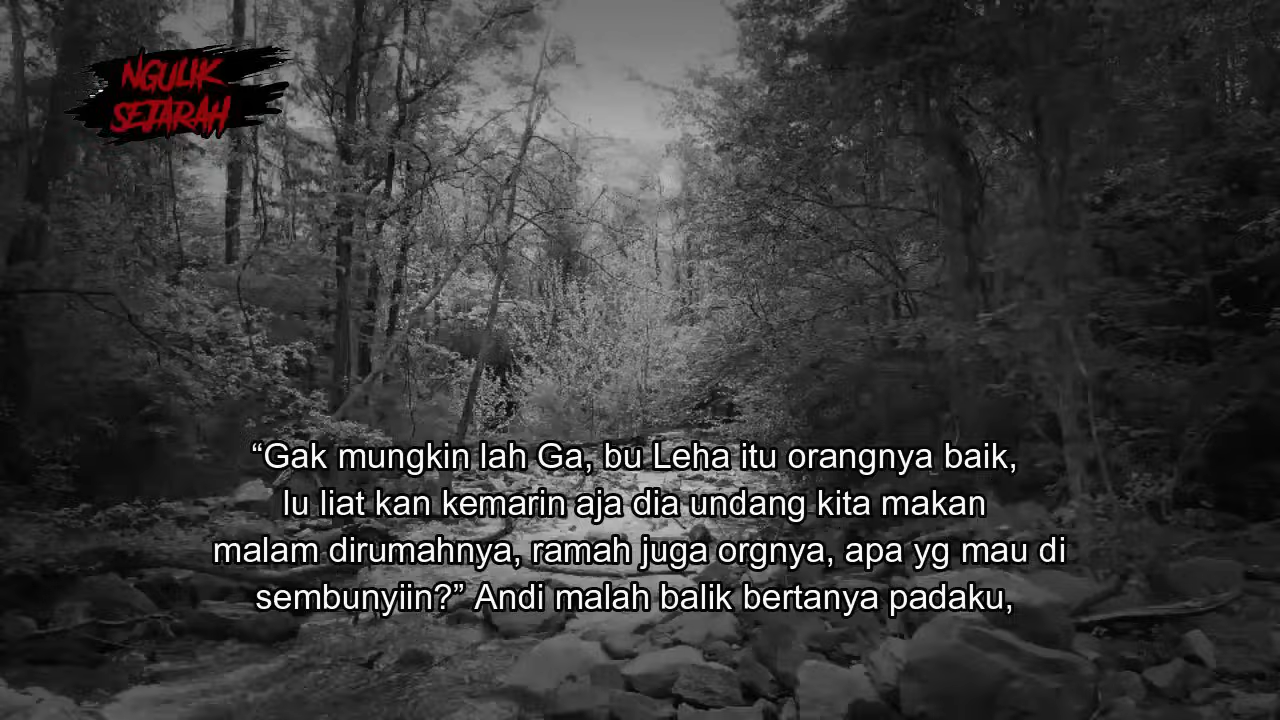 NGULIK
SEJARAH
“Gak mungkin lah Ga, bu Leha itu orangnya baik,
lu liat kan kemarin aja dia undang kita makan
malam dirumahnya, ramah juga orgnya, apa yg mau di
sembunyiin?” Andi malah balik bertanya padaku,